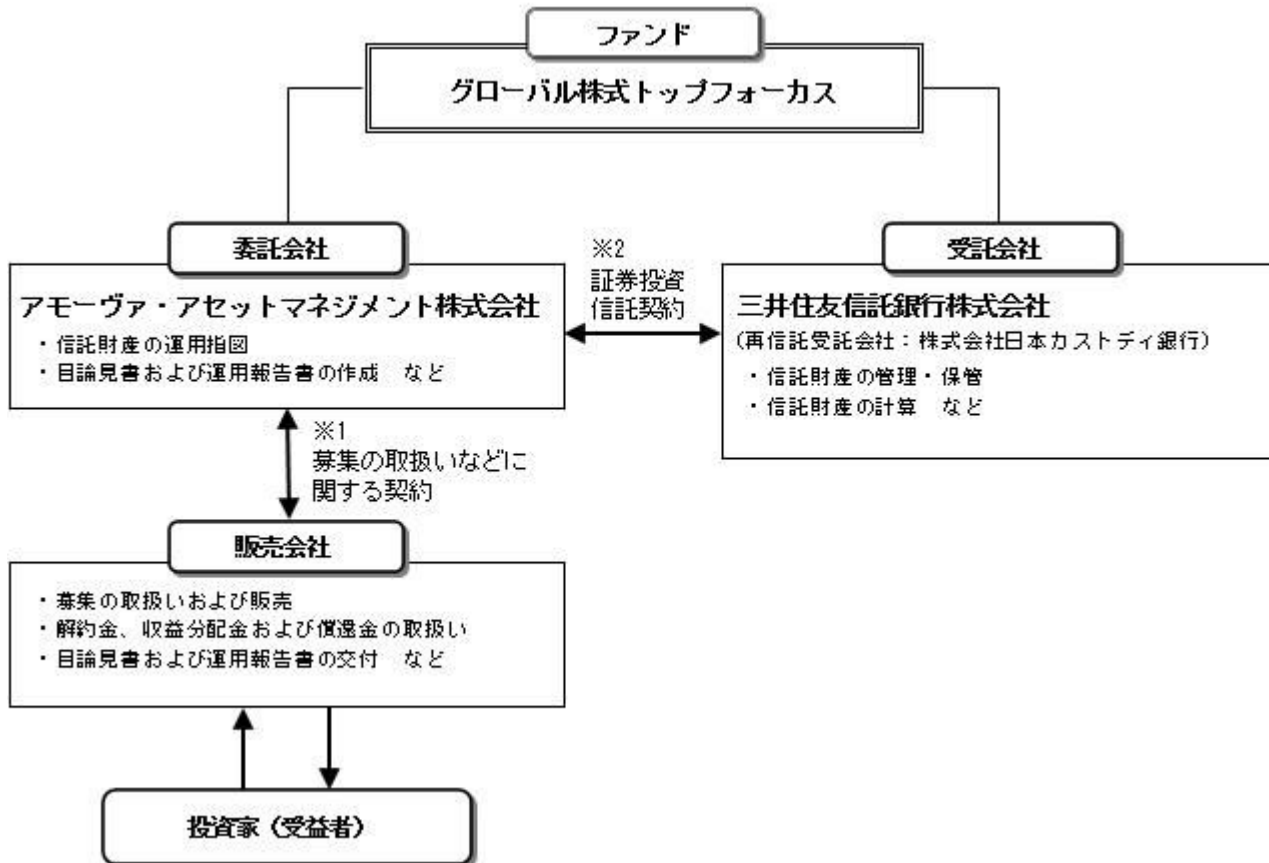 ファンド
グローバル株式トップフォーカス
委託会社
アモーヴァ・アセットマネジメント株式会社
・信託財産の運用指図
・目論見書および運用報告書の作成　など
※2
証券投資
信託契約
受託会社
三井住友信託銀行株式会社
(再信託受託会社：株式会社日本カストディ銀行)
・信託財産の管理・保管
・信託財産の計算　など
※1
募集の取扱いなどに
関する契約
販売会社
・募集の取扱いおよび販売
・解約金、収益分配金および償還金の取扱い
・目論見書および運用報告書の交付　など
投資家（受益者）